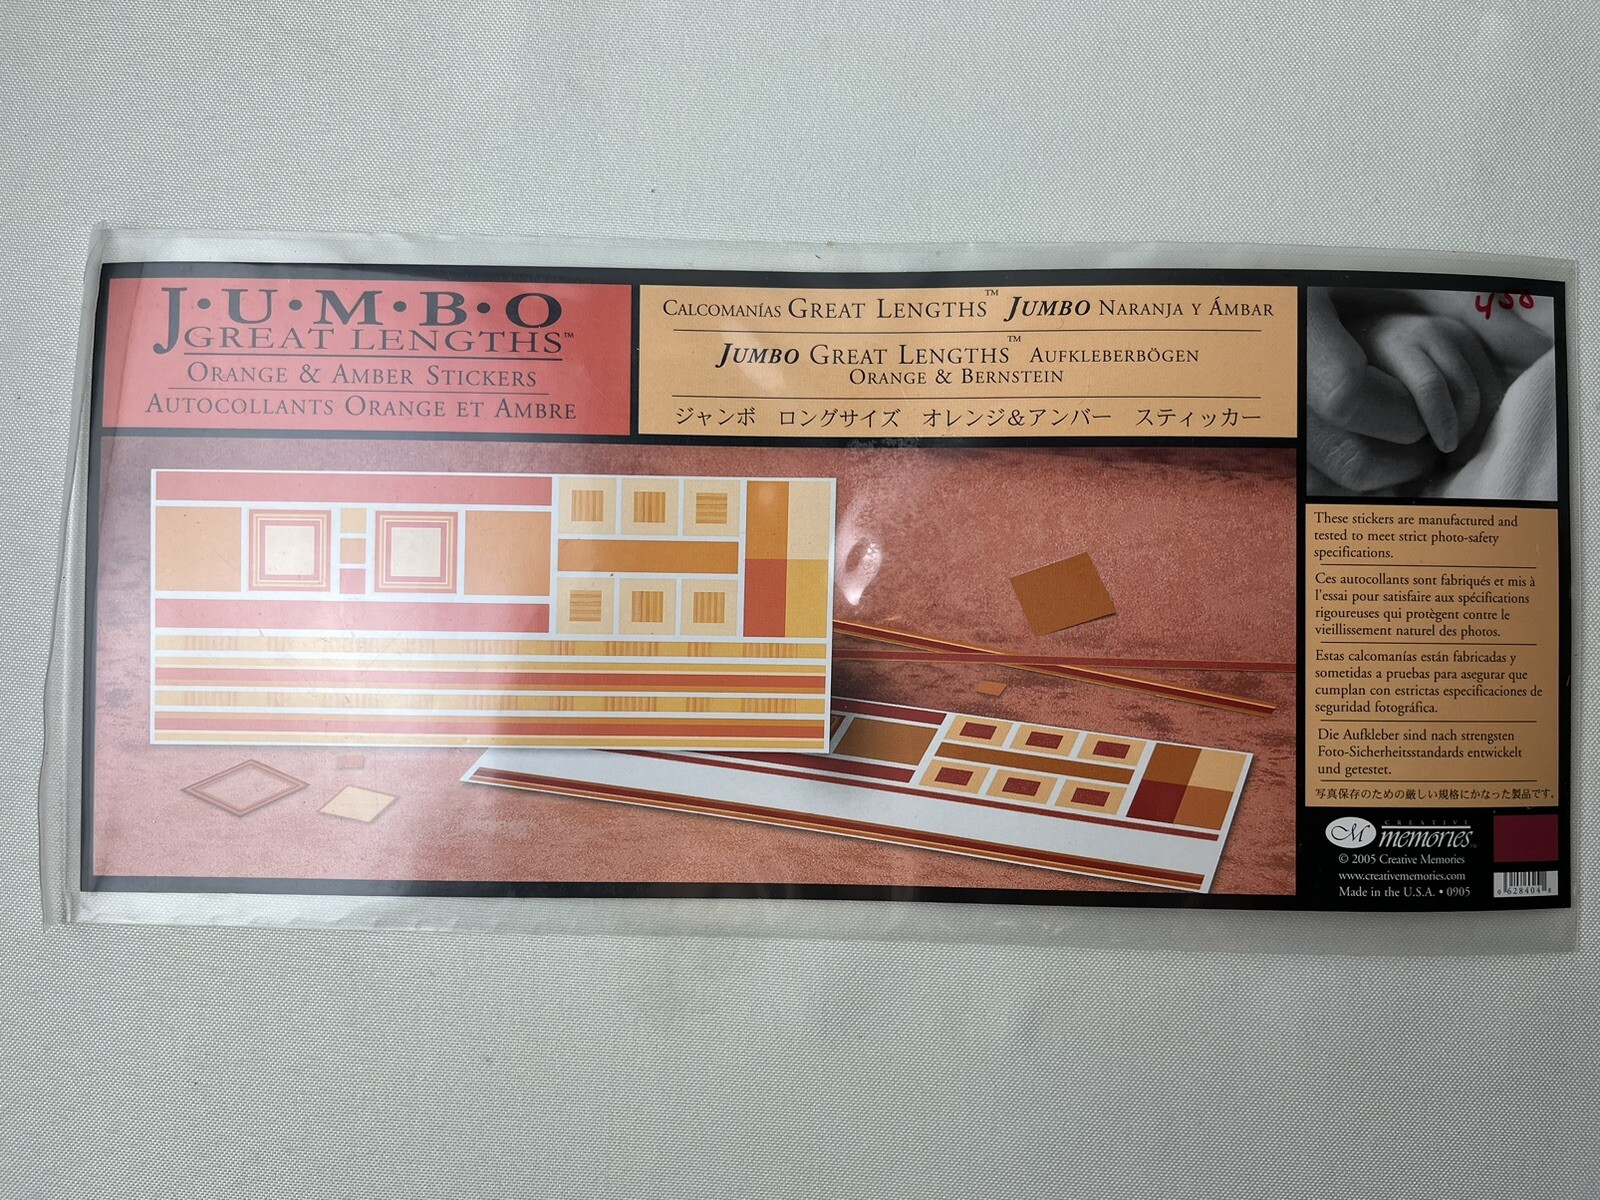 J·U·M·B·O
GREAT LENGTHS™
ORANGE & AMBER STICKERS
AUTOCOLLANTS ORANGE ET AMBRE
CALCOMANÍAS GREAT LENGTHS™ JUMBO NARANJA Y ÁMBAR
JUMBO GREAT LENGTHS™ AUFKLEBERBÖGEN
ORANGE & BERNSTEIN
ジャンボ ロングサイズ オレンジ&アンバー スティッカー
450
These stickers are manufactured and
tested to meet strict photo-safety
specifications.
Ces autocollants sont fabriqués et mis à
l'essai pour satisfaire aux spécifications
rigoureuses qui protègent contre le
vieillissement naturel des photos.
Estas calcomanías están fabricadas y
sometidas a pruebas para asegurar que
cumplan con estrictas especificaciones de
seguridad fotográfica.
Die Aufkleber sind nach strengsten
Foto-Sicherheitsstandards entwickelt
und getestet.
写真保存のための厳しい規格にかなった製品です。
CM
CREATIVE
memories™
© 2005 Creative Memories
www.creativememories.com
Made in the U.S.A. • 0905
0 628404 8